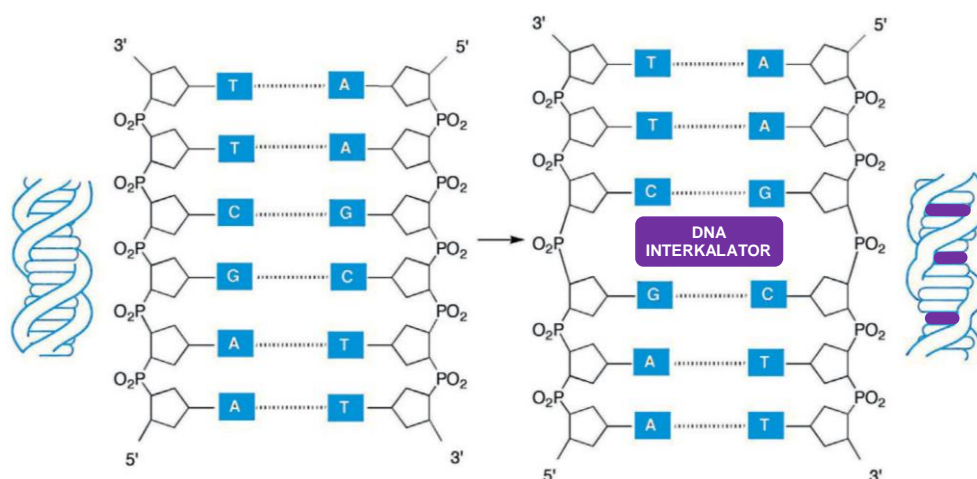 3' 5' 3' 5'
T A T A
O₂P PO₂ O₂P PO₂
T A T A
O₂P PO₂ O₂P PO₂
C G C G
O₂P PO₂ O₂P DNA INTERKALATOR PO₂
G C G C
O₂P PO₂ O₂P PO₂
A T A T
O₂P PO₂ O₂P PO₂
A T A T
5' 3' 5' 3'